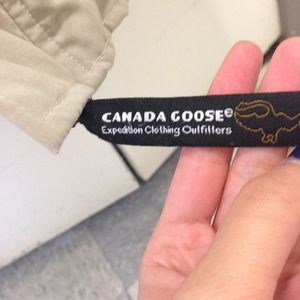 CANADA GOOSE®
Expedition Clothing Outfitters